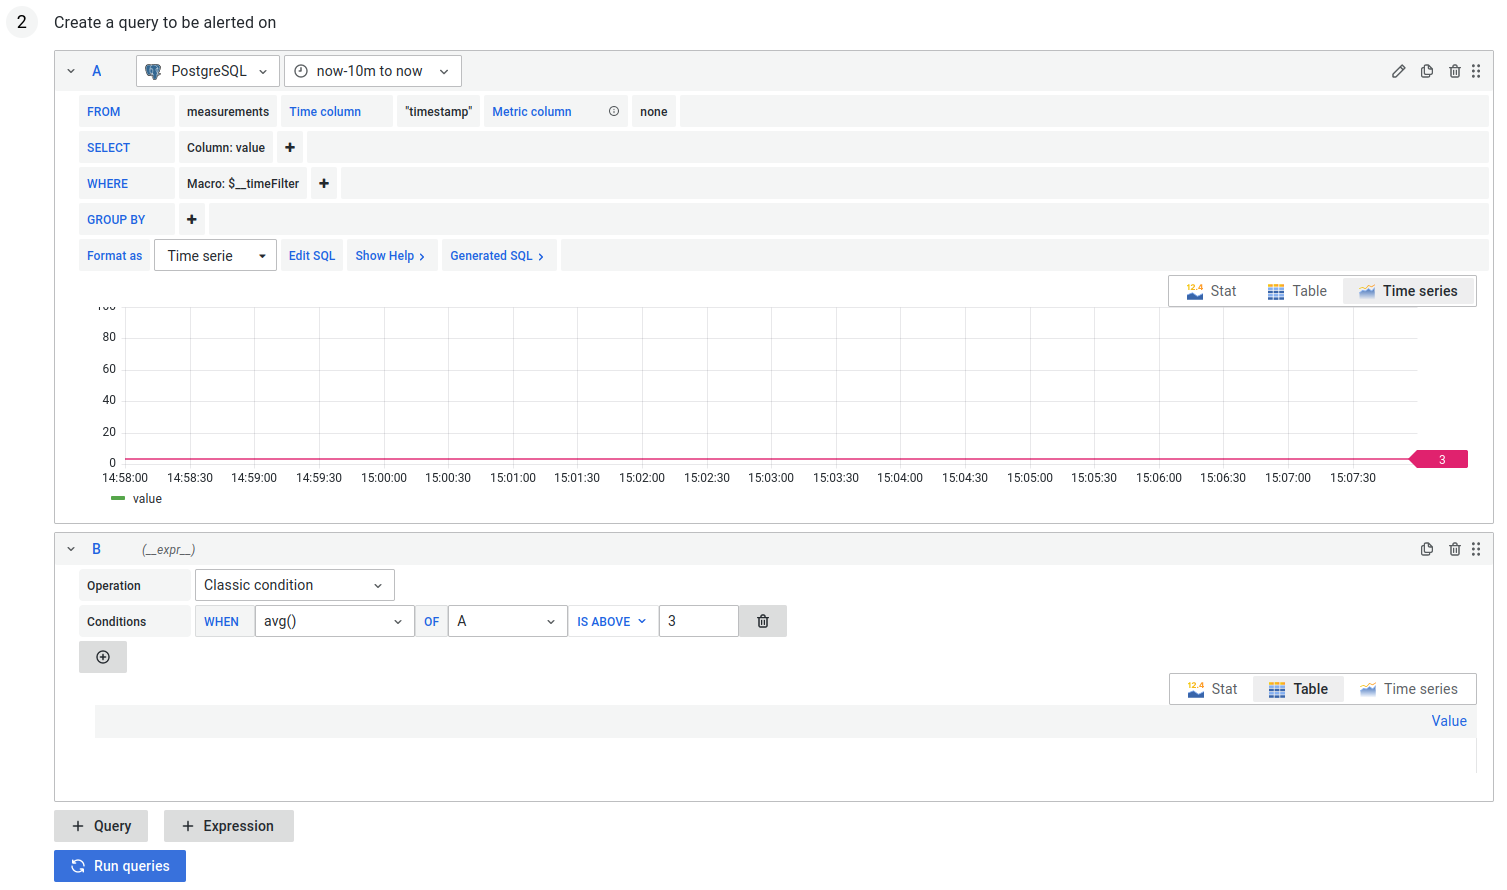 2 Create a query to be alerted on
A PostgreSQL now-10m to now
FROM measurements Time column "timestamp" Metric column none
SELECT Column: value +
WHERE Macro: $__timeFilter +
GROUP BY +
Format as Time serie Edit SQL Show Help > Generated SQL >
12.4 Stat Table Time series
100
80
60
40
20
0
3
14:58:00 14:58:30 14:59:00 14:59:30 15:00:00 15:00:30 15:01:00 15:01:30 15:02:00 15:02:30 15:03:00 15:03:30 15:04:00 15:04:30 15:05:00 15:05:30 15:06:00 15:06:30 15:07:00 15:07:30
value
B (__expr__)
Operation Classic condition
Conditions WHEN avg() OF A IS ABOVE 3
12.4 Stat Table Time series
Value
+ Query + Expression
Run queries